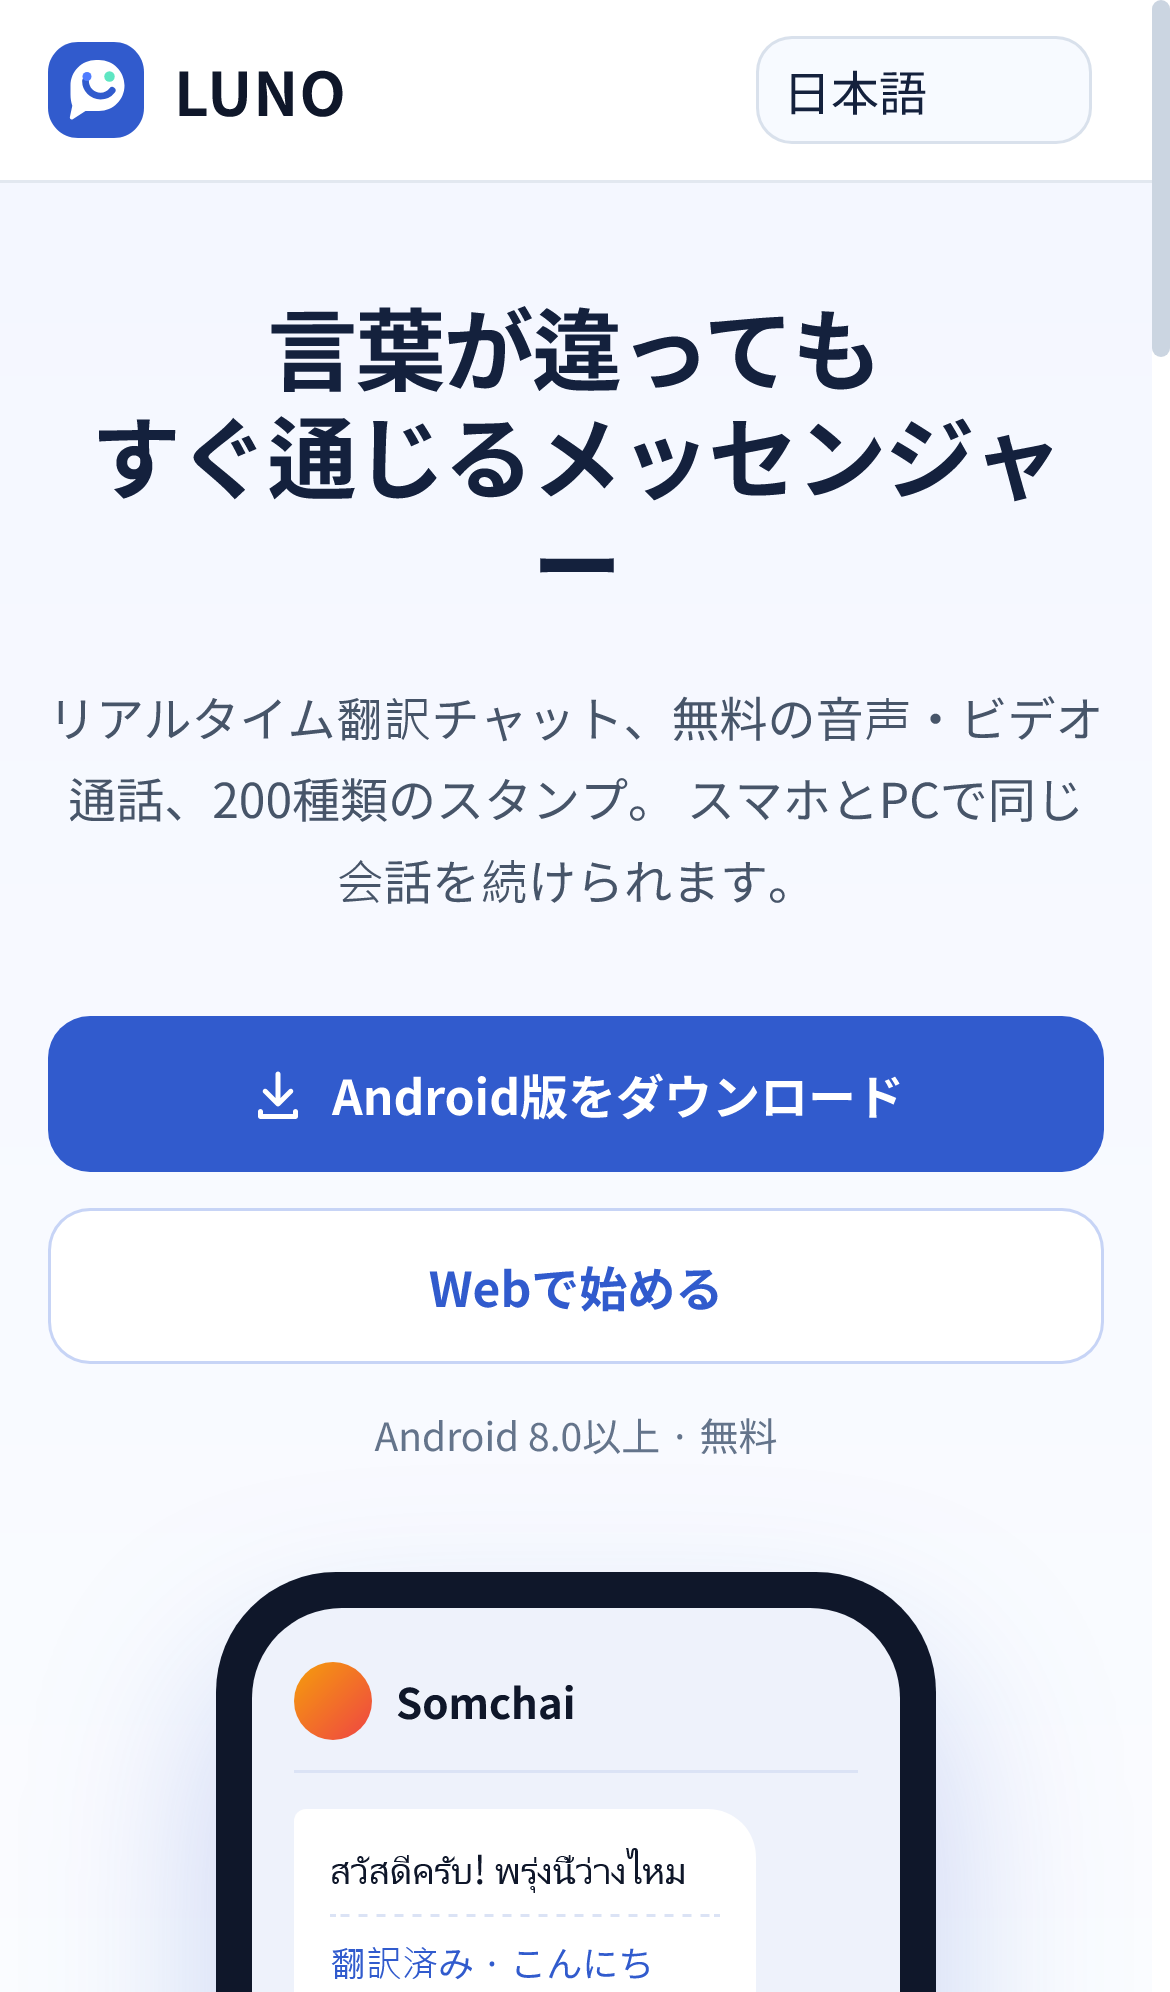 LUNO
日本語
言葉が違っても
すぐ通じるメッセンジャ
ー
リアルタイム翻訳チャット、無料の音声・ビデオ
通話、200種類のスタンプ。 スマホとPCで同じ
会話を続けられます。
Android版をダウンロード
Webで始める
Android 8.0以上 · 無料
Somchai
สวัสดีครับ! พรุ่งนี้ว่างไหม
翻訳済み · こんにち